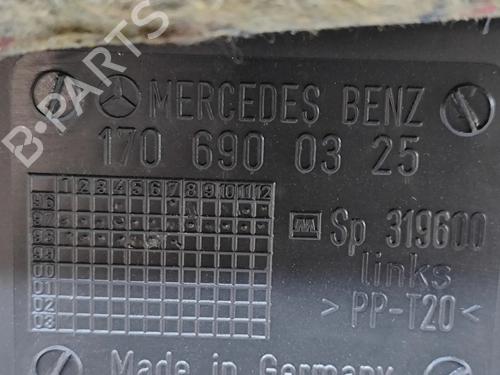 MERCEDES BENZ
170 690 03 25
1 2 3 4 5 6 7 8 9 10 11 12
96
97
98
99
00
01
02
03
Sp 319600
links
>PP-T20<
Made in Germany
B-PARTS